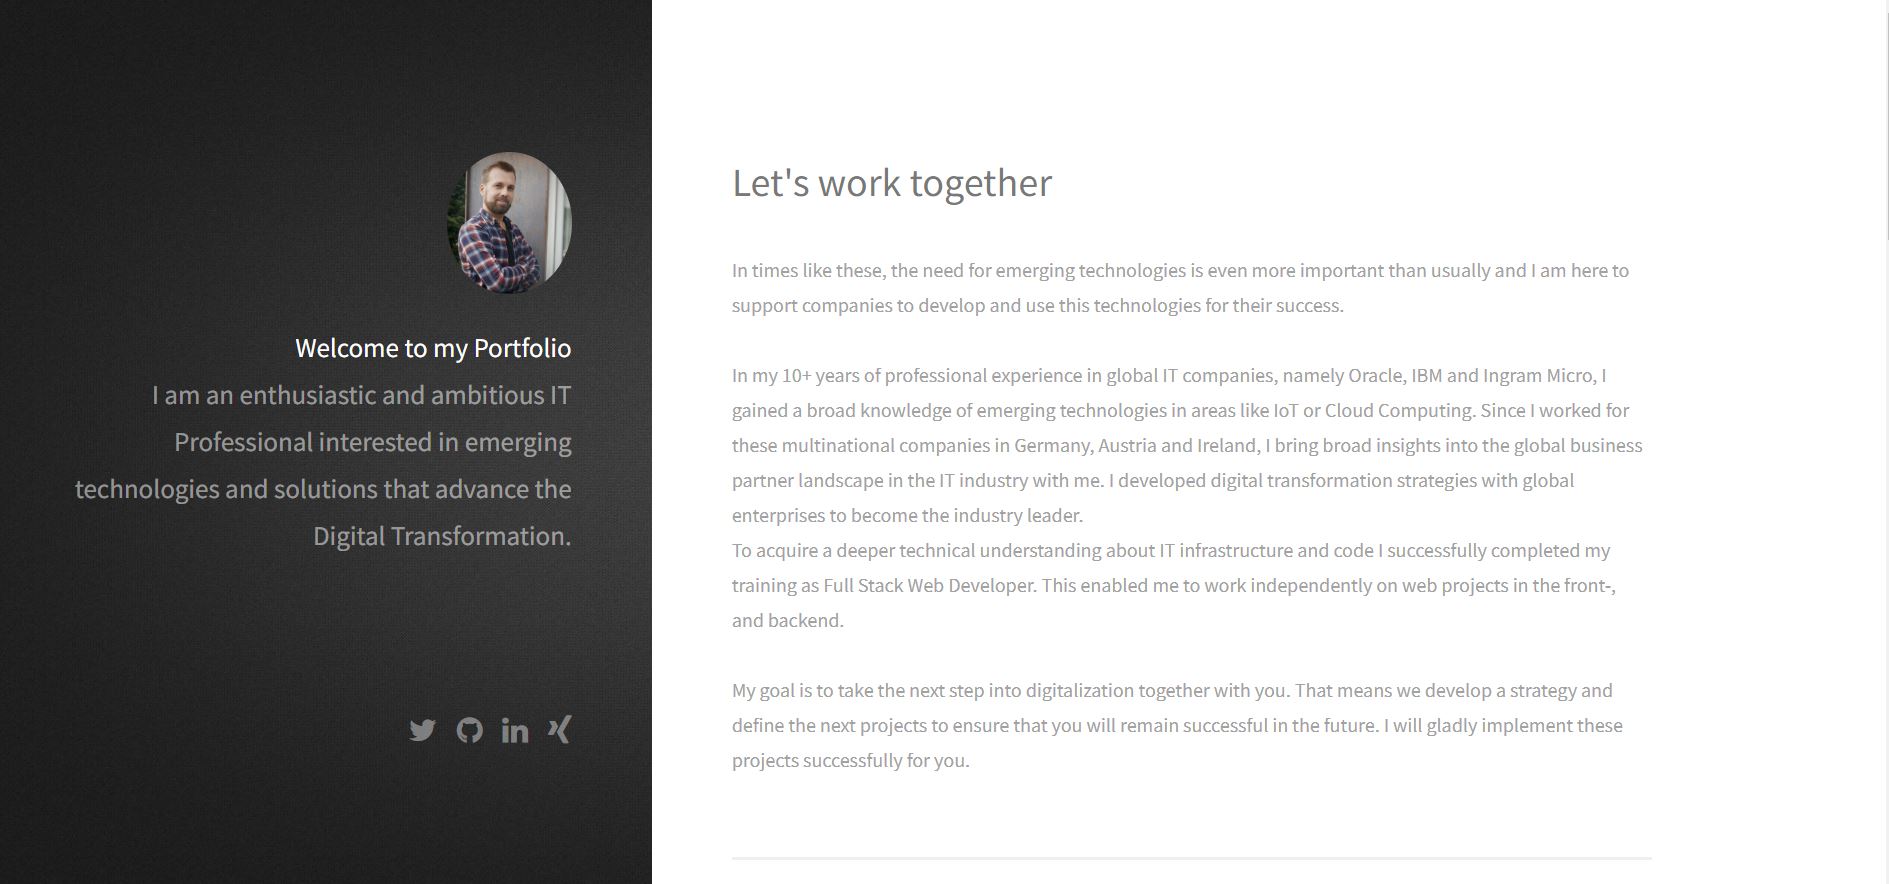 Welcome to my Portfolio
I am an enthusiastic and ambitious IT
Professional interested in emerging
technologies and solutions that advance the
Digital Transformation.
Let's work together
In times like these, the need for emerging technologies is even more important than usually and I am here to
support companies to develop and use this technologies for their success.
In my 10+ years of professional experience in global IT companies, namely Oracle, IBM and Ingram Micro, I
gained a broad knowledge of emerging technologies in areas like IoT or Cloud Computing. Since I worked for
these multinational companies in Germany, Austria and Ireland, I bring broad insights into the global business
partner landscape in the IT industry with me. I developed digital transformation strategies with global
enterprises to become the industry leader.
To acquire a deeper technical understanding about IT infrastructure and code I successfully completed my
training as Full Stack Web Developer. This enabled me to work independently on web projects in the front-,
and backend.
My goal is to take the next step into digitalization together with you. That means we develop a strategy and
define the next projects to ensure that you will remain successful in the future. I will gladly implement these
projects successfully for you.